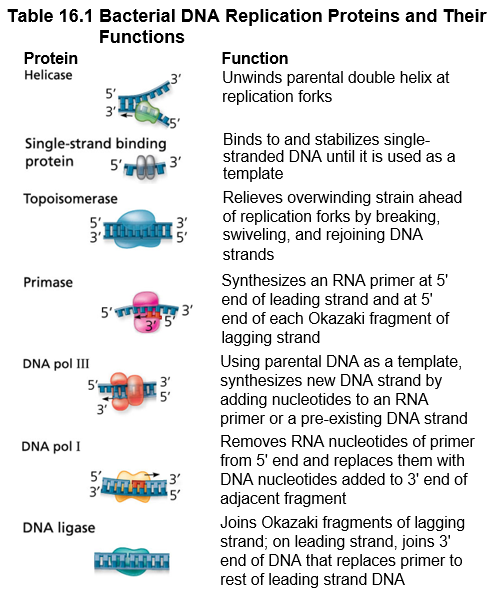 Table 16.1 Bacterial DNA Replication Proteins and Their
Functions
Protein
Function
Helicase
3′
5′
3′
5′
Unwinds parental double helix at
replication forks
Single-strand binding
protein
5′
3′
Binds to and stabilizes single-
stranded DNA until it is used as a
template
Topoisomerase
5′
3′
3′
5′
Relieves overwinding strain ahead
of replication forks by breaking,
swiveling, and rejoining DNA
strands
Primase
5′
3′
3′
5′
Synthesizes an RNA primer at 5'
end of leading strand and at 5'
end of each Okazaki fragment of
lagging strand
DNA pol III
5′
3′
5′
3′
Using parental DNA as a template,
synthesizes new DNA strand by
adding nucleotides to an RNA
primer or a pre-existing DNA strand
DNA pol I
5′
3′
3′
5′
Removes RNA nucleotides of primer
from 5' end and replaces them with
DNA nucleotides added to 3' end of
adjacent fragment
DNA ligase
Joins Okazaki fragments of lagging
strand; on leading strand, joins 3'
end of DNA that replaces primer to
rest of leading strand DNA